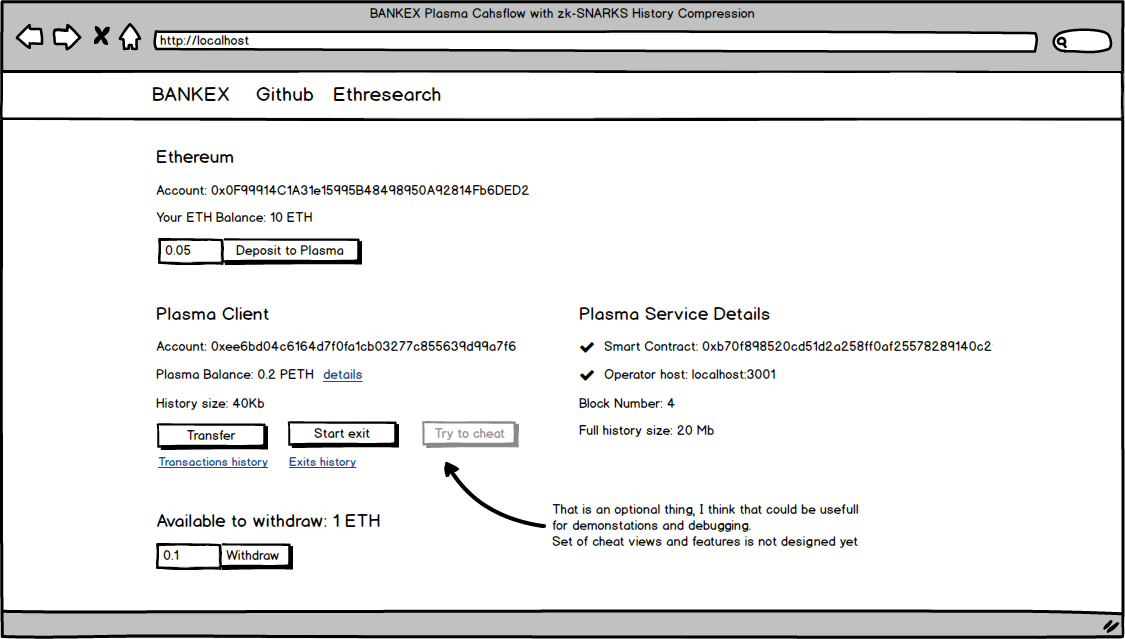 BANKEX Plasma Cahsflow with zk-SNARKS History Compression
http://localhost
BANKEX Github Ethresearch
Ethereum
Account: 0x0F99914C1A31e15995B48498950A92814Fb6DED2
Your ETH Balance: 10 ETH
0.05 Deposit to Plasma
Plasma Client
Account: 0xee6bd04c6164d7f0fa1cb03277c855639d99a7f6
Plasma Balance: 0.2 PETH details
History size: 40Kb
Transfer Start exit Try to cheat
Transactions history Exits history
Plasma Service Details
Smart Contract: 0xb70f898520cd51d2a258ff0af25578289140c2
Operator host: localhost:3001
Block Number: 4
Full history size: 20 Mb
That is an optional thing, I think that could be usefull
for demonstations and debugging.
Set of cheat views and features is not designed yet
Available to withdraw: 1 ETH
0.1 Withdraw